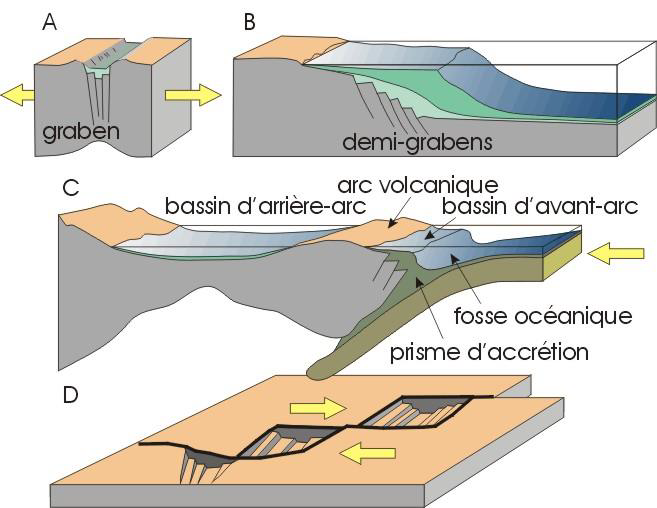 A
B
graben
demi-grabens
C
arc volcanique
bassin d'arrière-arc
bassin d'avant-arc
fosse océanique
prisme d'accrétion
D